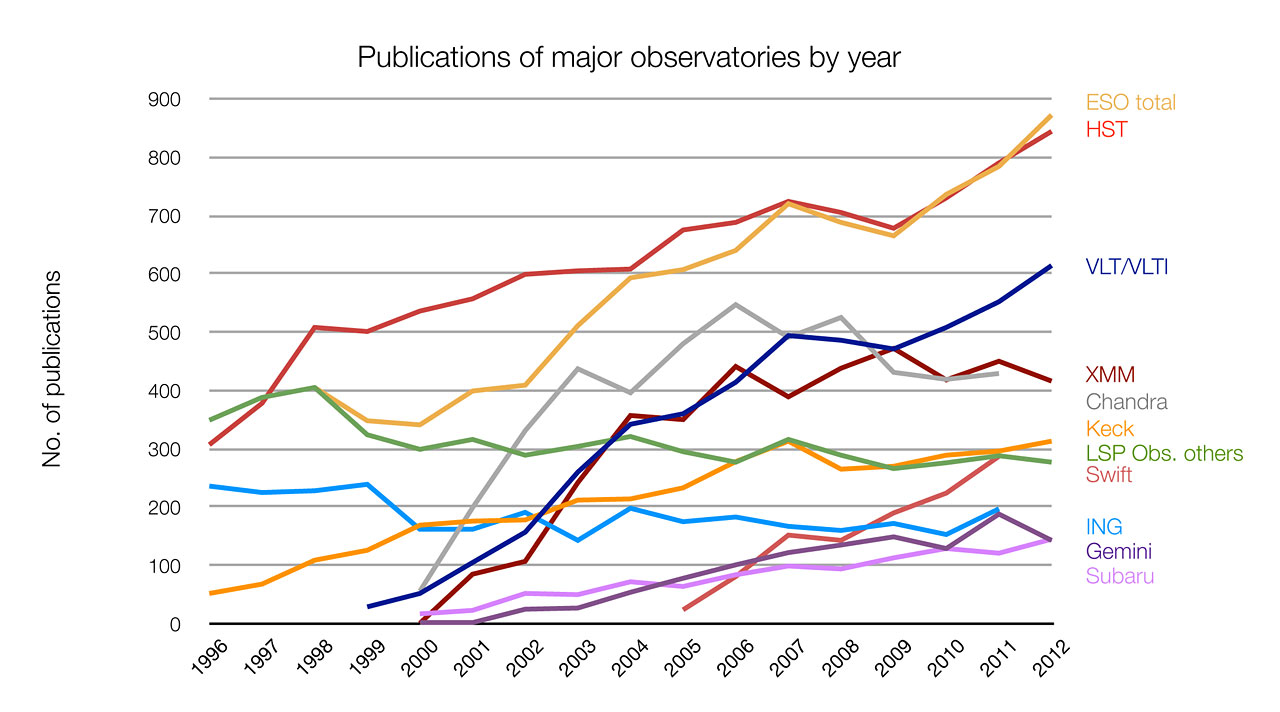 Publications of major observatories by year
No. of publications
900
800
700
600
500
400
300
200
100
0
1996
1997
1998
1999
2000
2001
2002
2003
2004
2005
2006
2007
2008
2009
2010
2011
2012
ESO total
HST
VLT/VLTI
XMM
Chandra
Keck
LSP Obs. others
Swift
ING
Gemini
Subaru